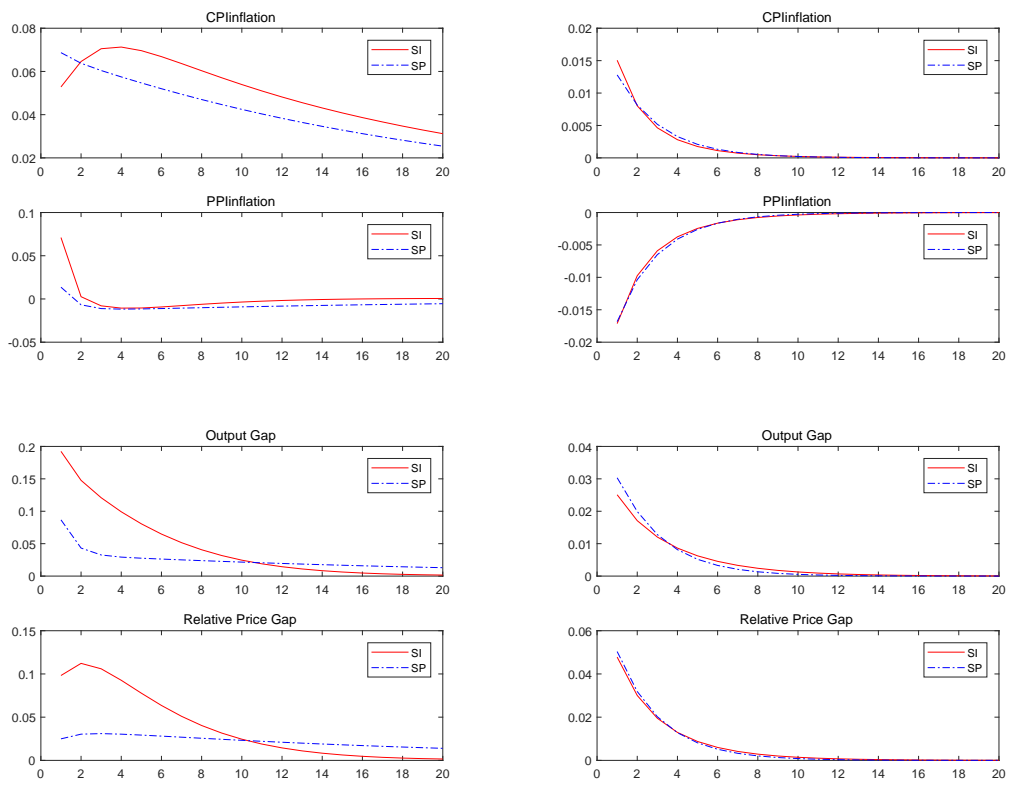 CPIinflation
0.08
0.06
0.04
0.02
SI
SP
0 2 4 6 8 10 12 14 16 18 20
CPIinflation
0.02
0.015
0.01
0.005
0
SI
SP
0 2 4 6 8 10 12 14 16 18 20
PPIinflation
0.1
0.05
0
-0.05
SI
SP
0 2 4 6 8 10 12 14 16 18 20
PPIinflation
0
-0.005
-0.01
-0.015
-0.02
SI
SP
0 2 4 6 8 10 12 14 16 18 20
Output Gap
0.2
0.15
0.1
0.05
0
SI
SP
0 2 4 6 8 10 12 14 16 18 20
Output Gap
0.04
0.03
0.02
0.01
0
SI
SP
0 2 4 6 8 10 12 14 16 18 20
Relative Price Gap
0.15
0.1
0.05
0
SI
SP
0 2 4 6 8 10 12 14 16 18 20
Relative Price Gap
0.06
0.04
0.02
0
SI
SP
0 2 4 6 8 10 12 14 16 18 20